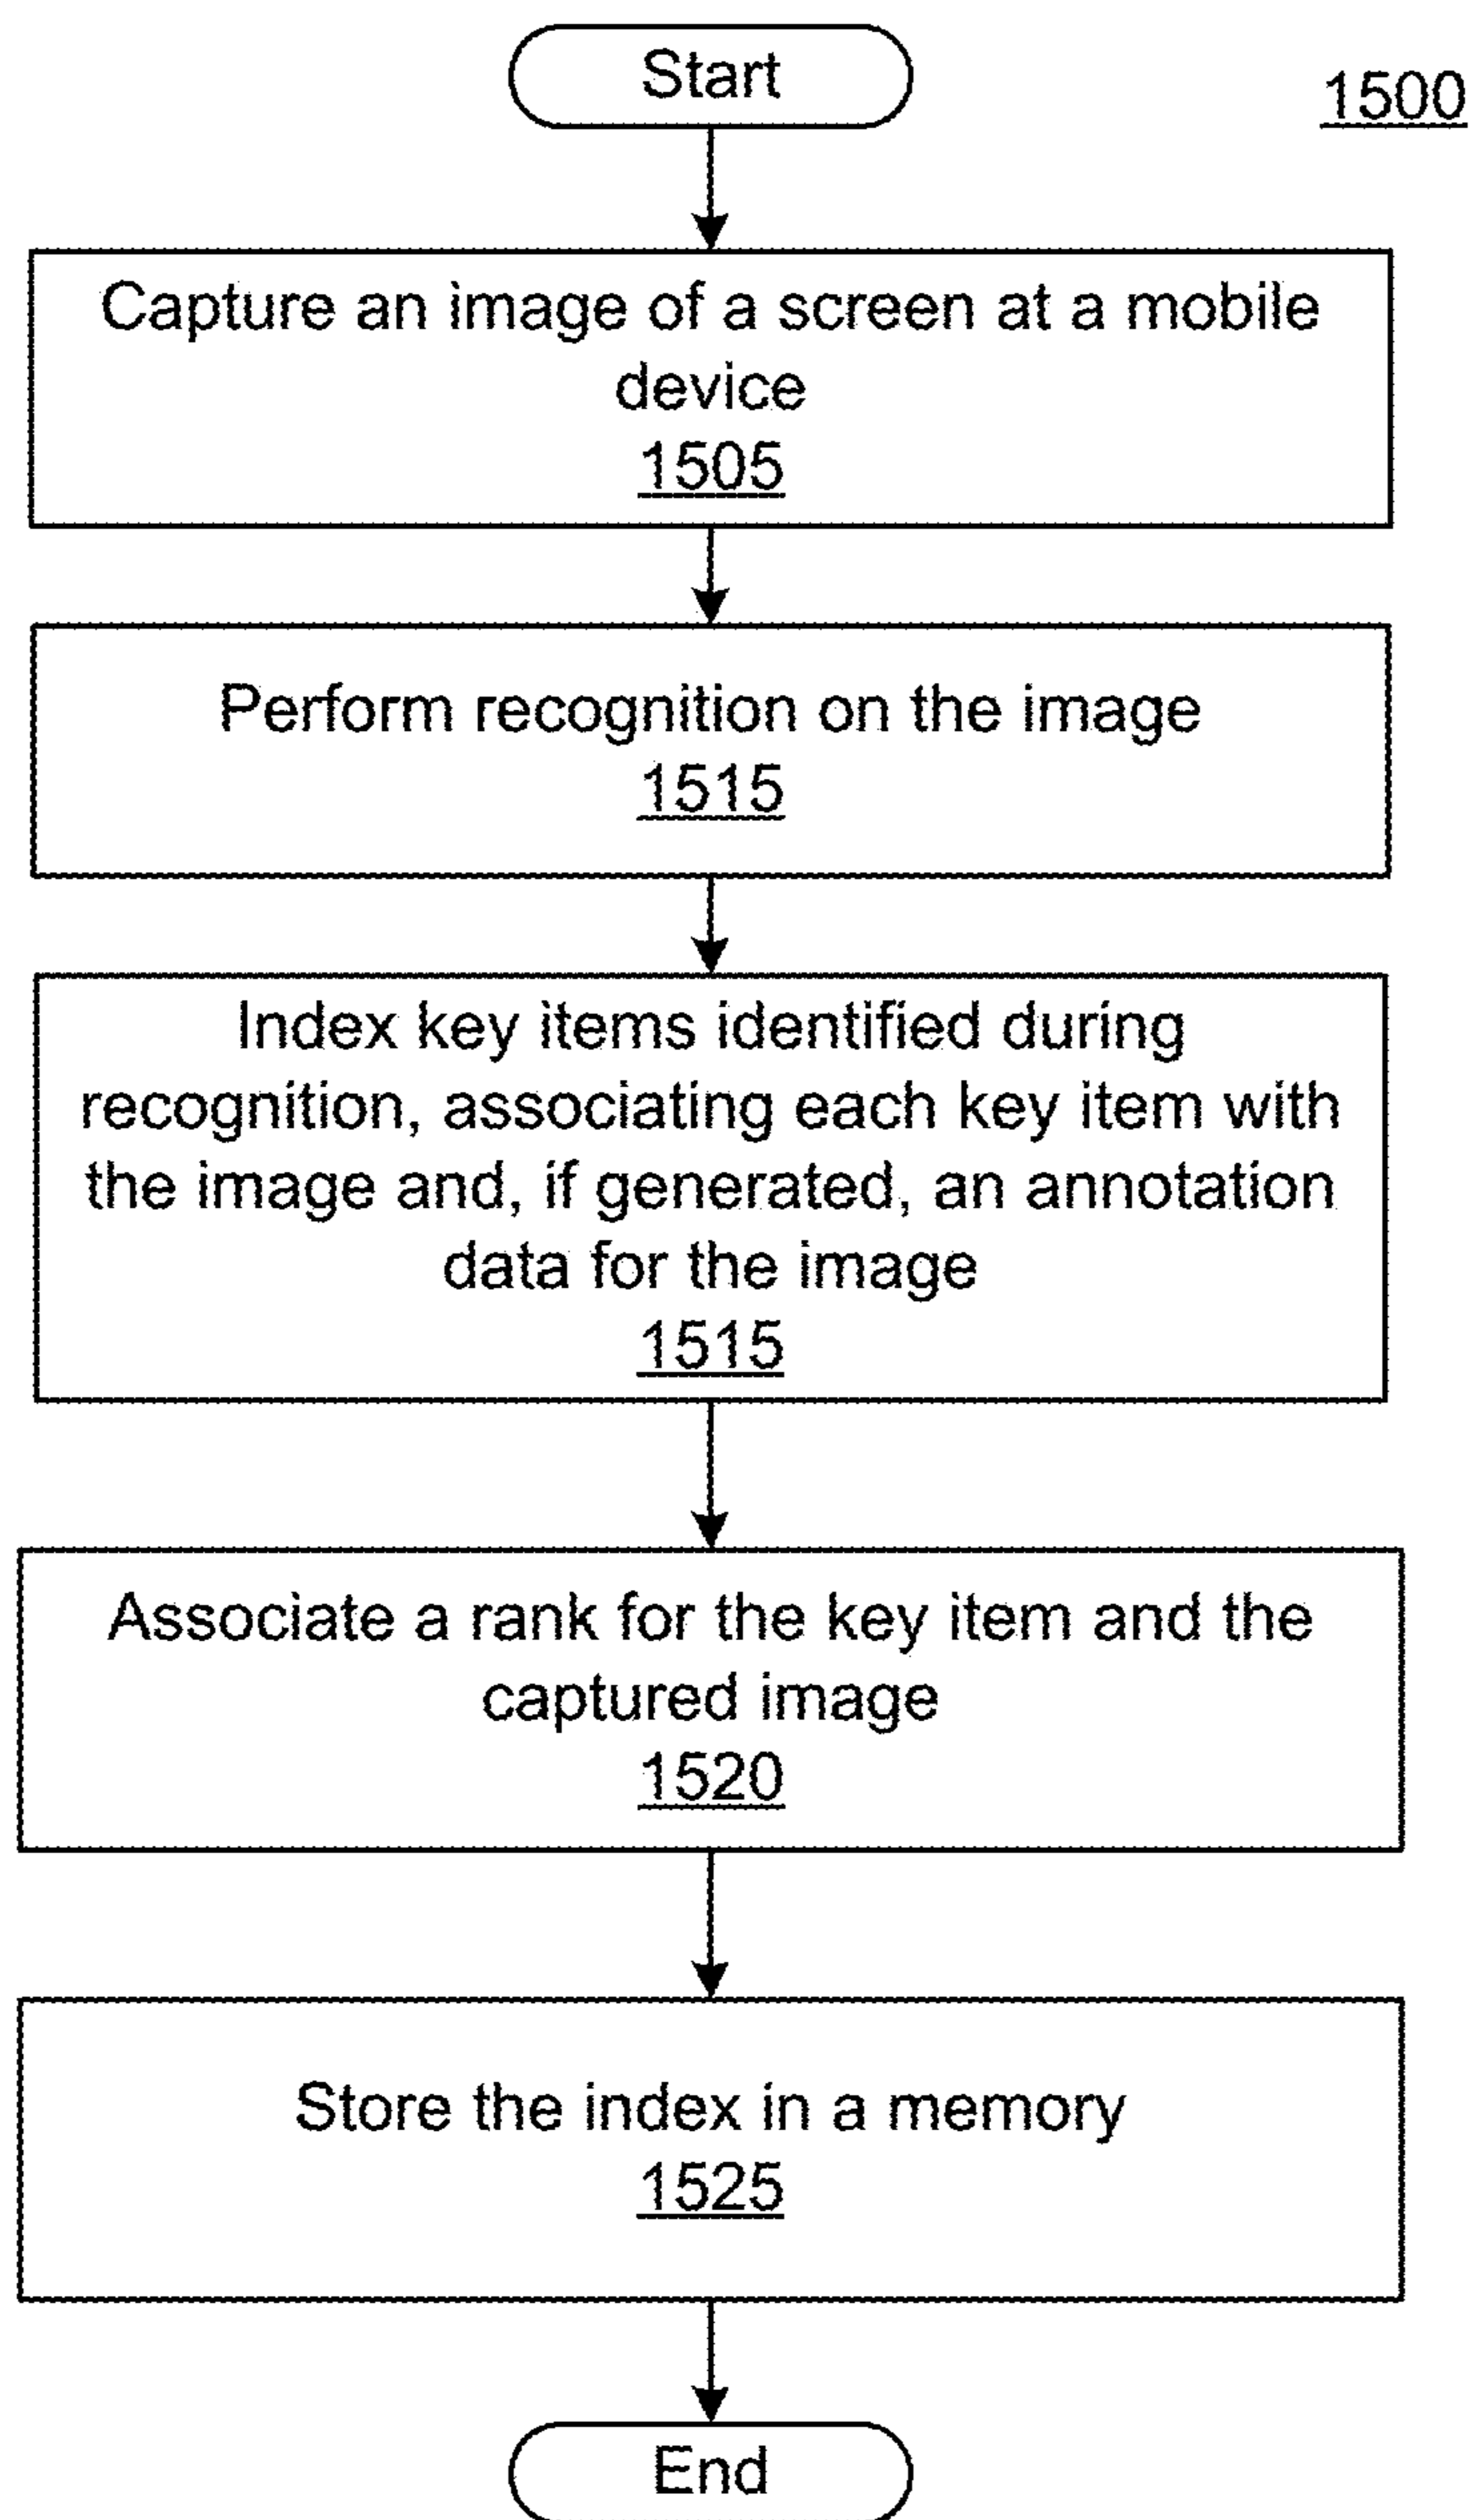 Start
1500
Capture an image of a screen at a mobile
device
1505
Perform recognition on the image
1515
Index key items identified during
recognition, associating each key item with
the image and, if generated, an annotation
data for the image
1515
Associate a rank for the key item and the
captured image
1520
Store the index in a memory
1525
End